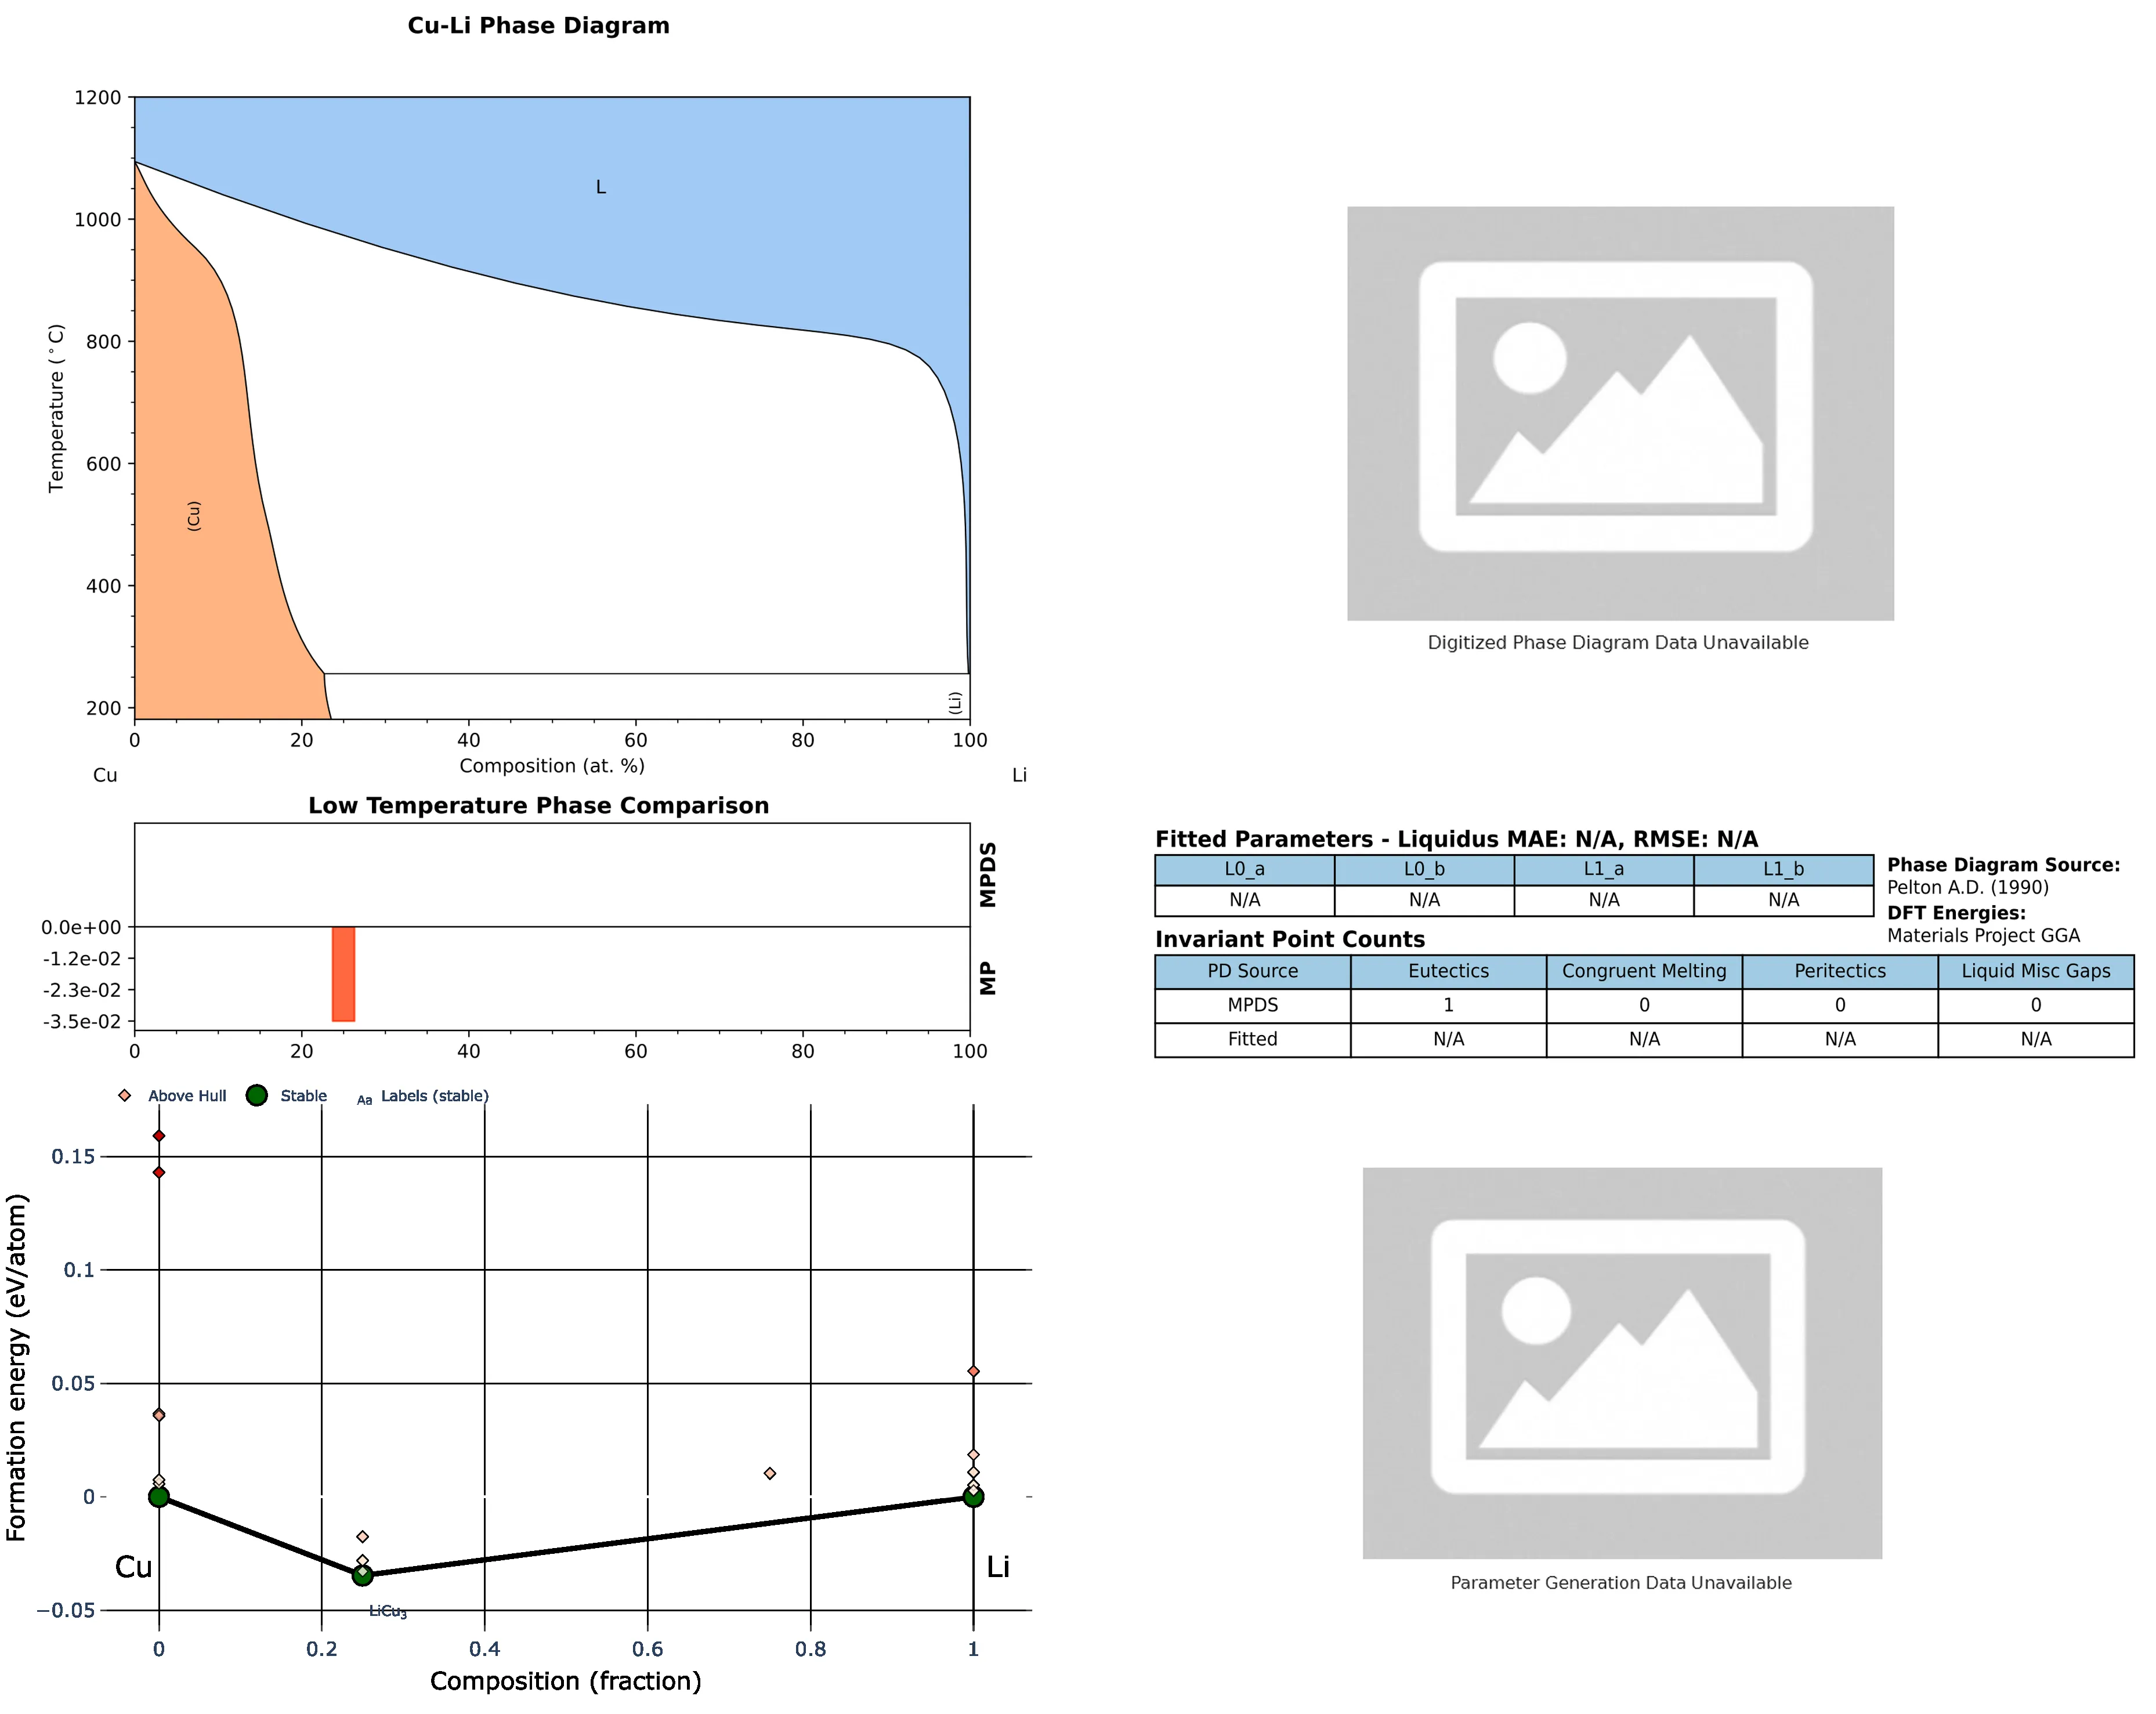 Cu-Li Phase Diagram
1200
1000
800
600
400
200
Temperature (°C)
L
(Cu)
(Li)
0 20 40 60 80 100
Composition (at. %)
Cu Li
Digitized Phase Diagram Data Unavailable
Low Temperature Phase Comparison
MPDS
MP
0.0e+00
-1.2e-02
-2.3e-02
-3.5e-02
0 20 40 60 80 100
Fitted Parameters - Liquidus MAE: N/A, RMSE: N/A
L0_a L0_b L1_a L1_b
N/A N/A N/A N/A
Phase Diagram Source:
Pelton A.D. (1990)
DFT Energies:
Materials Project GGA
Invariant Point Counts
PD Source Eutectics Congruent Melting Peritectics Liquid Misc Gaps
MPDS 1 0 0 0
Fitted N/A N/A N/A N/A
Above Hull Stable Aa Labels (stable)
0.15
0.1
0.05
0
−0.05
Formation energy (eV/atom)
Cu Li
LiCu₃
0 0.2 0.4 0.6 0.8 1
Composition (fraction)
Parameter Generation Data Unavailable